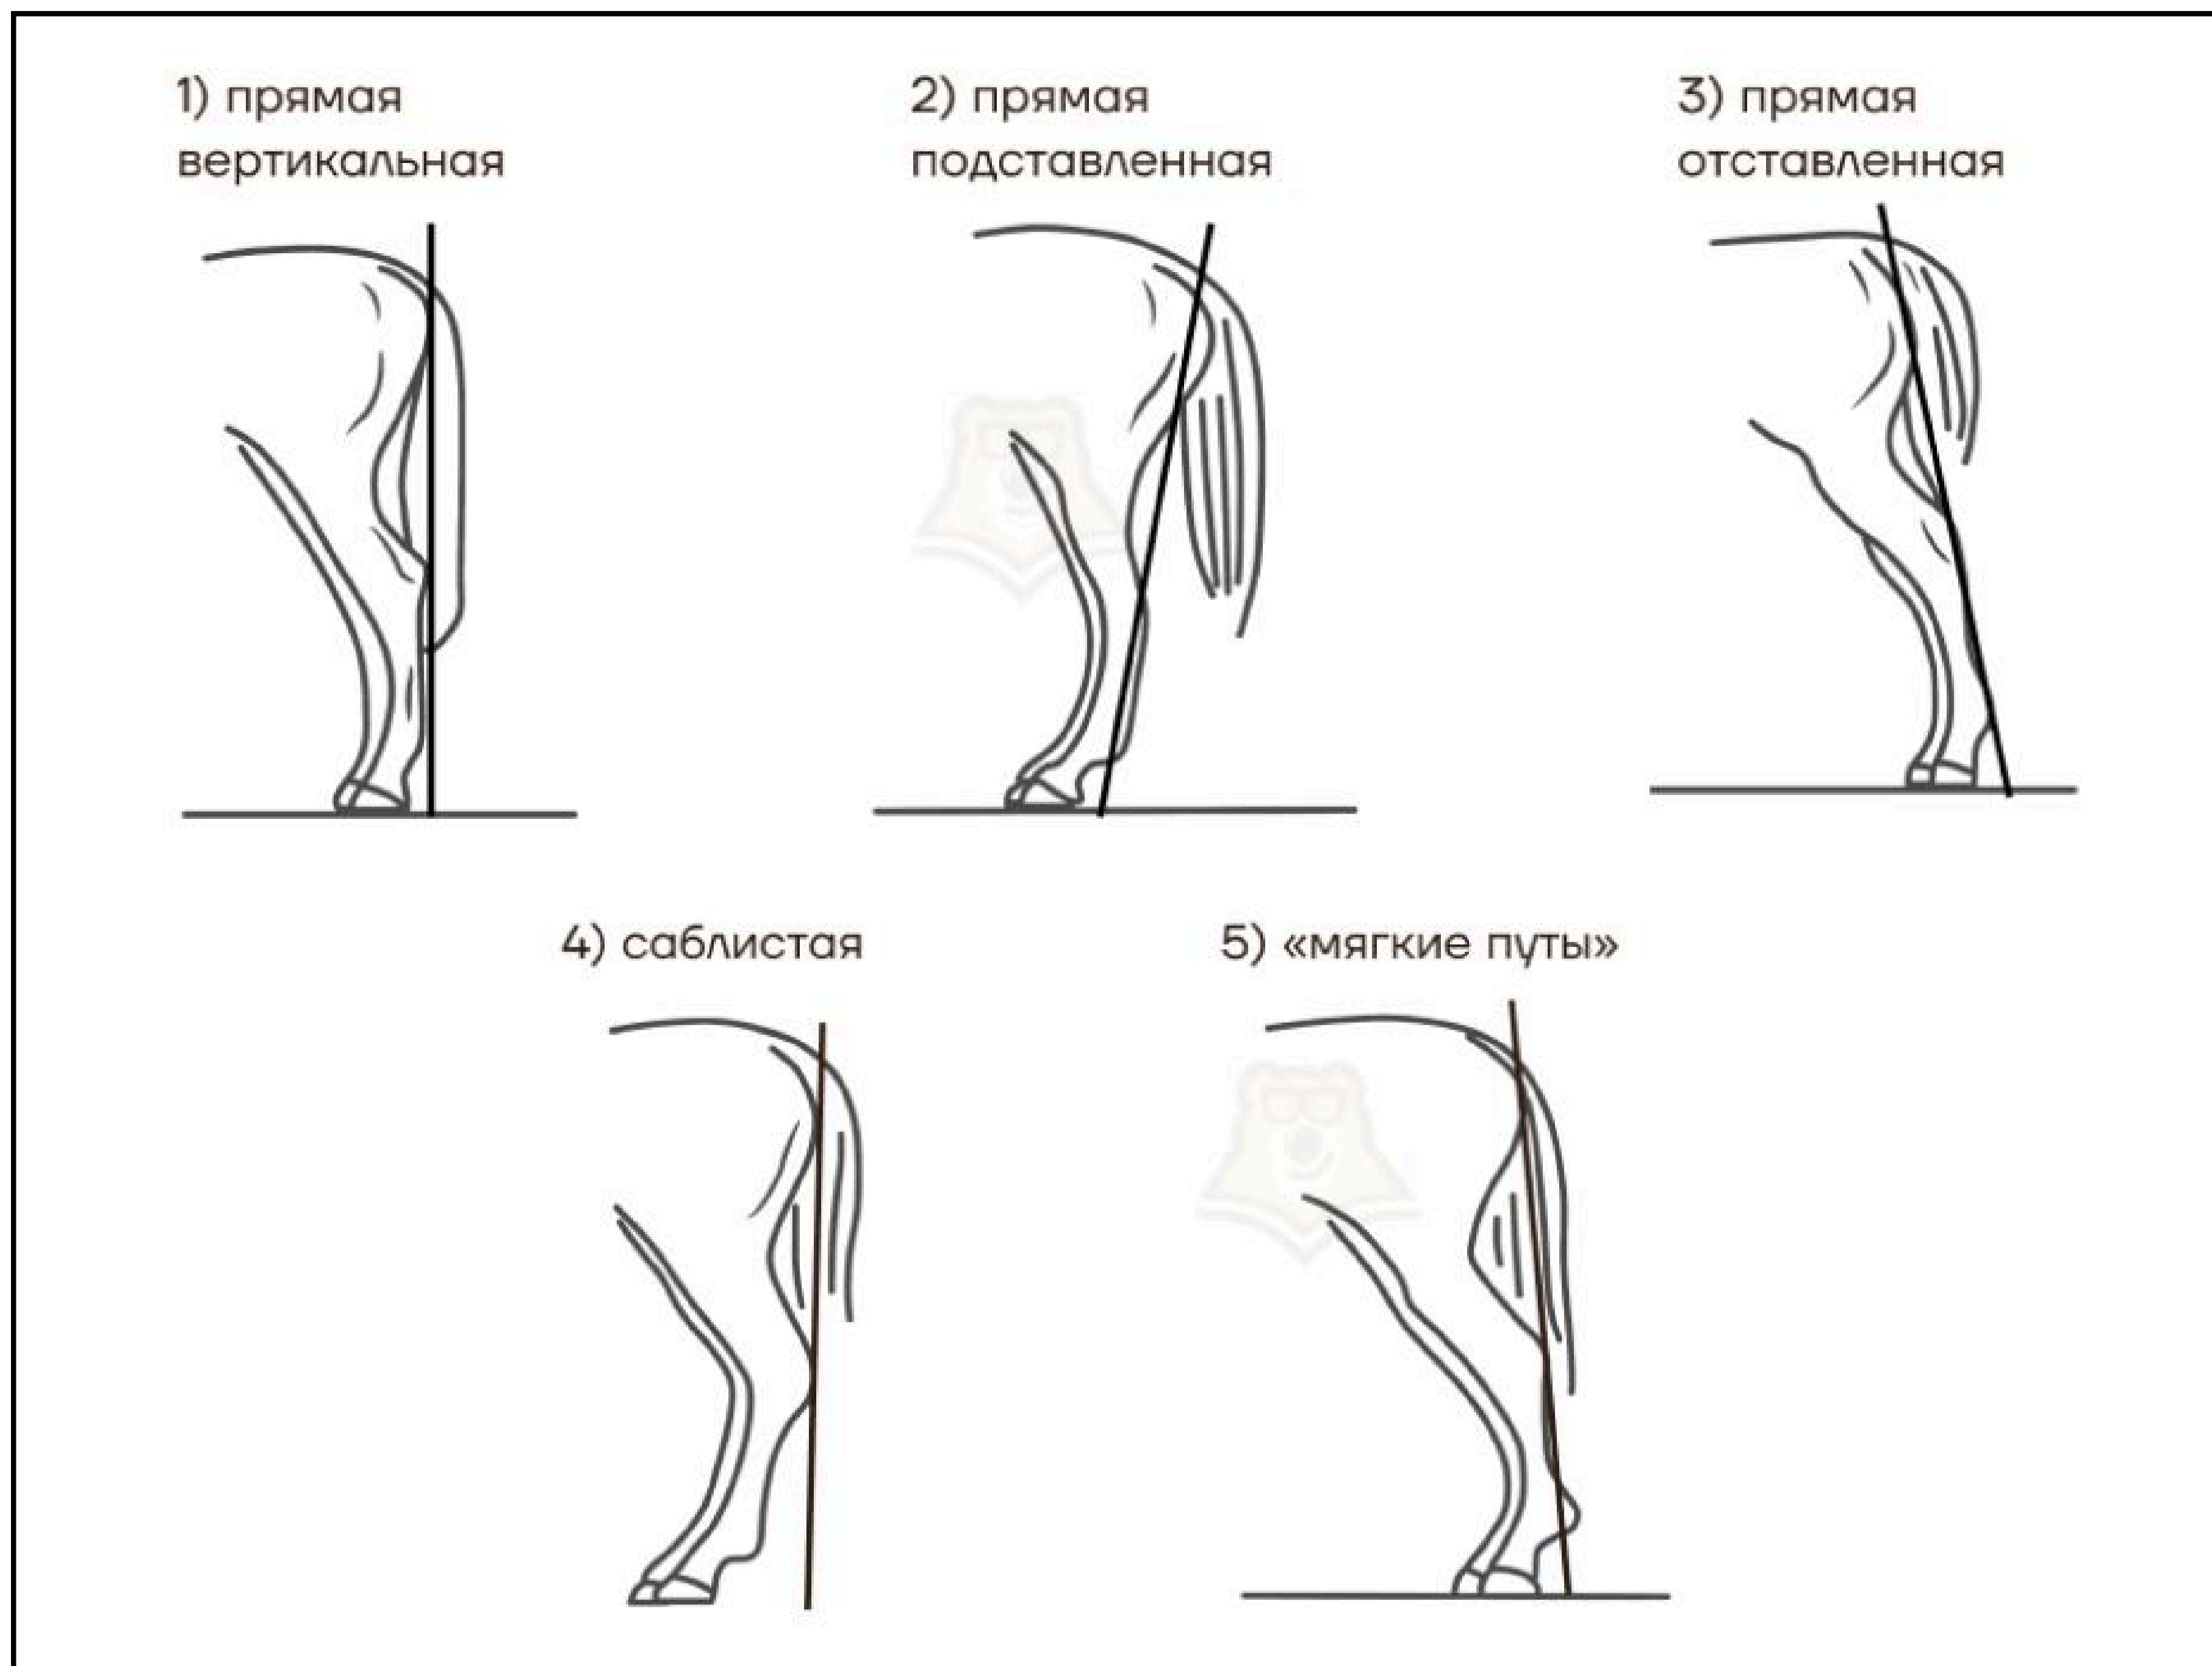 1) прямая
вертикальная
2) прямая
подставленная
3) прямая
отставленная
4) саблистая
5) «мягкие путы»